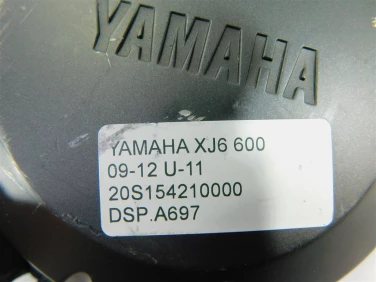 YAMAHA
YAMAHA XJ6 600
09-12 U-11
20S154210000
DSP.A697